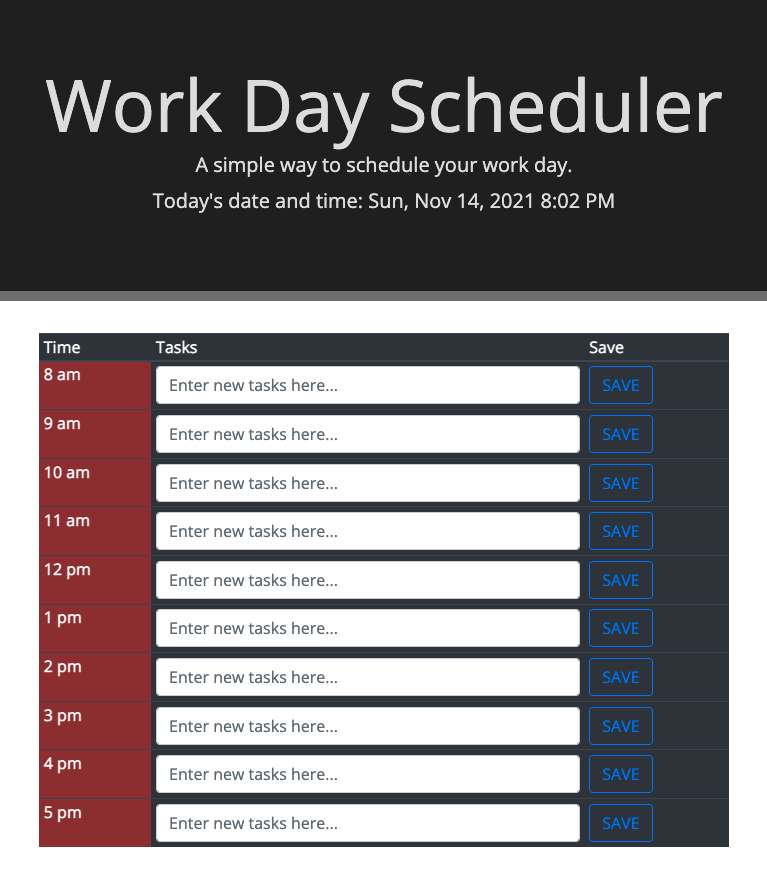 Work Day Scheduler
A simple way to schedule your work day.
Today's date and time: Sun, Nov 14, 2021 8:02 PM
Time Tasks Save
8 am Enter new tasks here... SAVE
9 am Enter new tasks here... SAVE
10 am Enter new tasks here... SAVE
11 am Enter new tasks here... SAVE
12 pm Enter new tasks here... SAVE
1 pm Enter new tasks here... SAVE
2 pm Enter new tasks here... SAVE
3 pm Enter new tasks here... SAVE
4 pm Enter new tasks here... SAVE
5 pm Enter new tasks here... SAVE